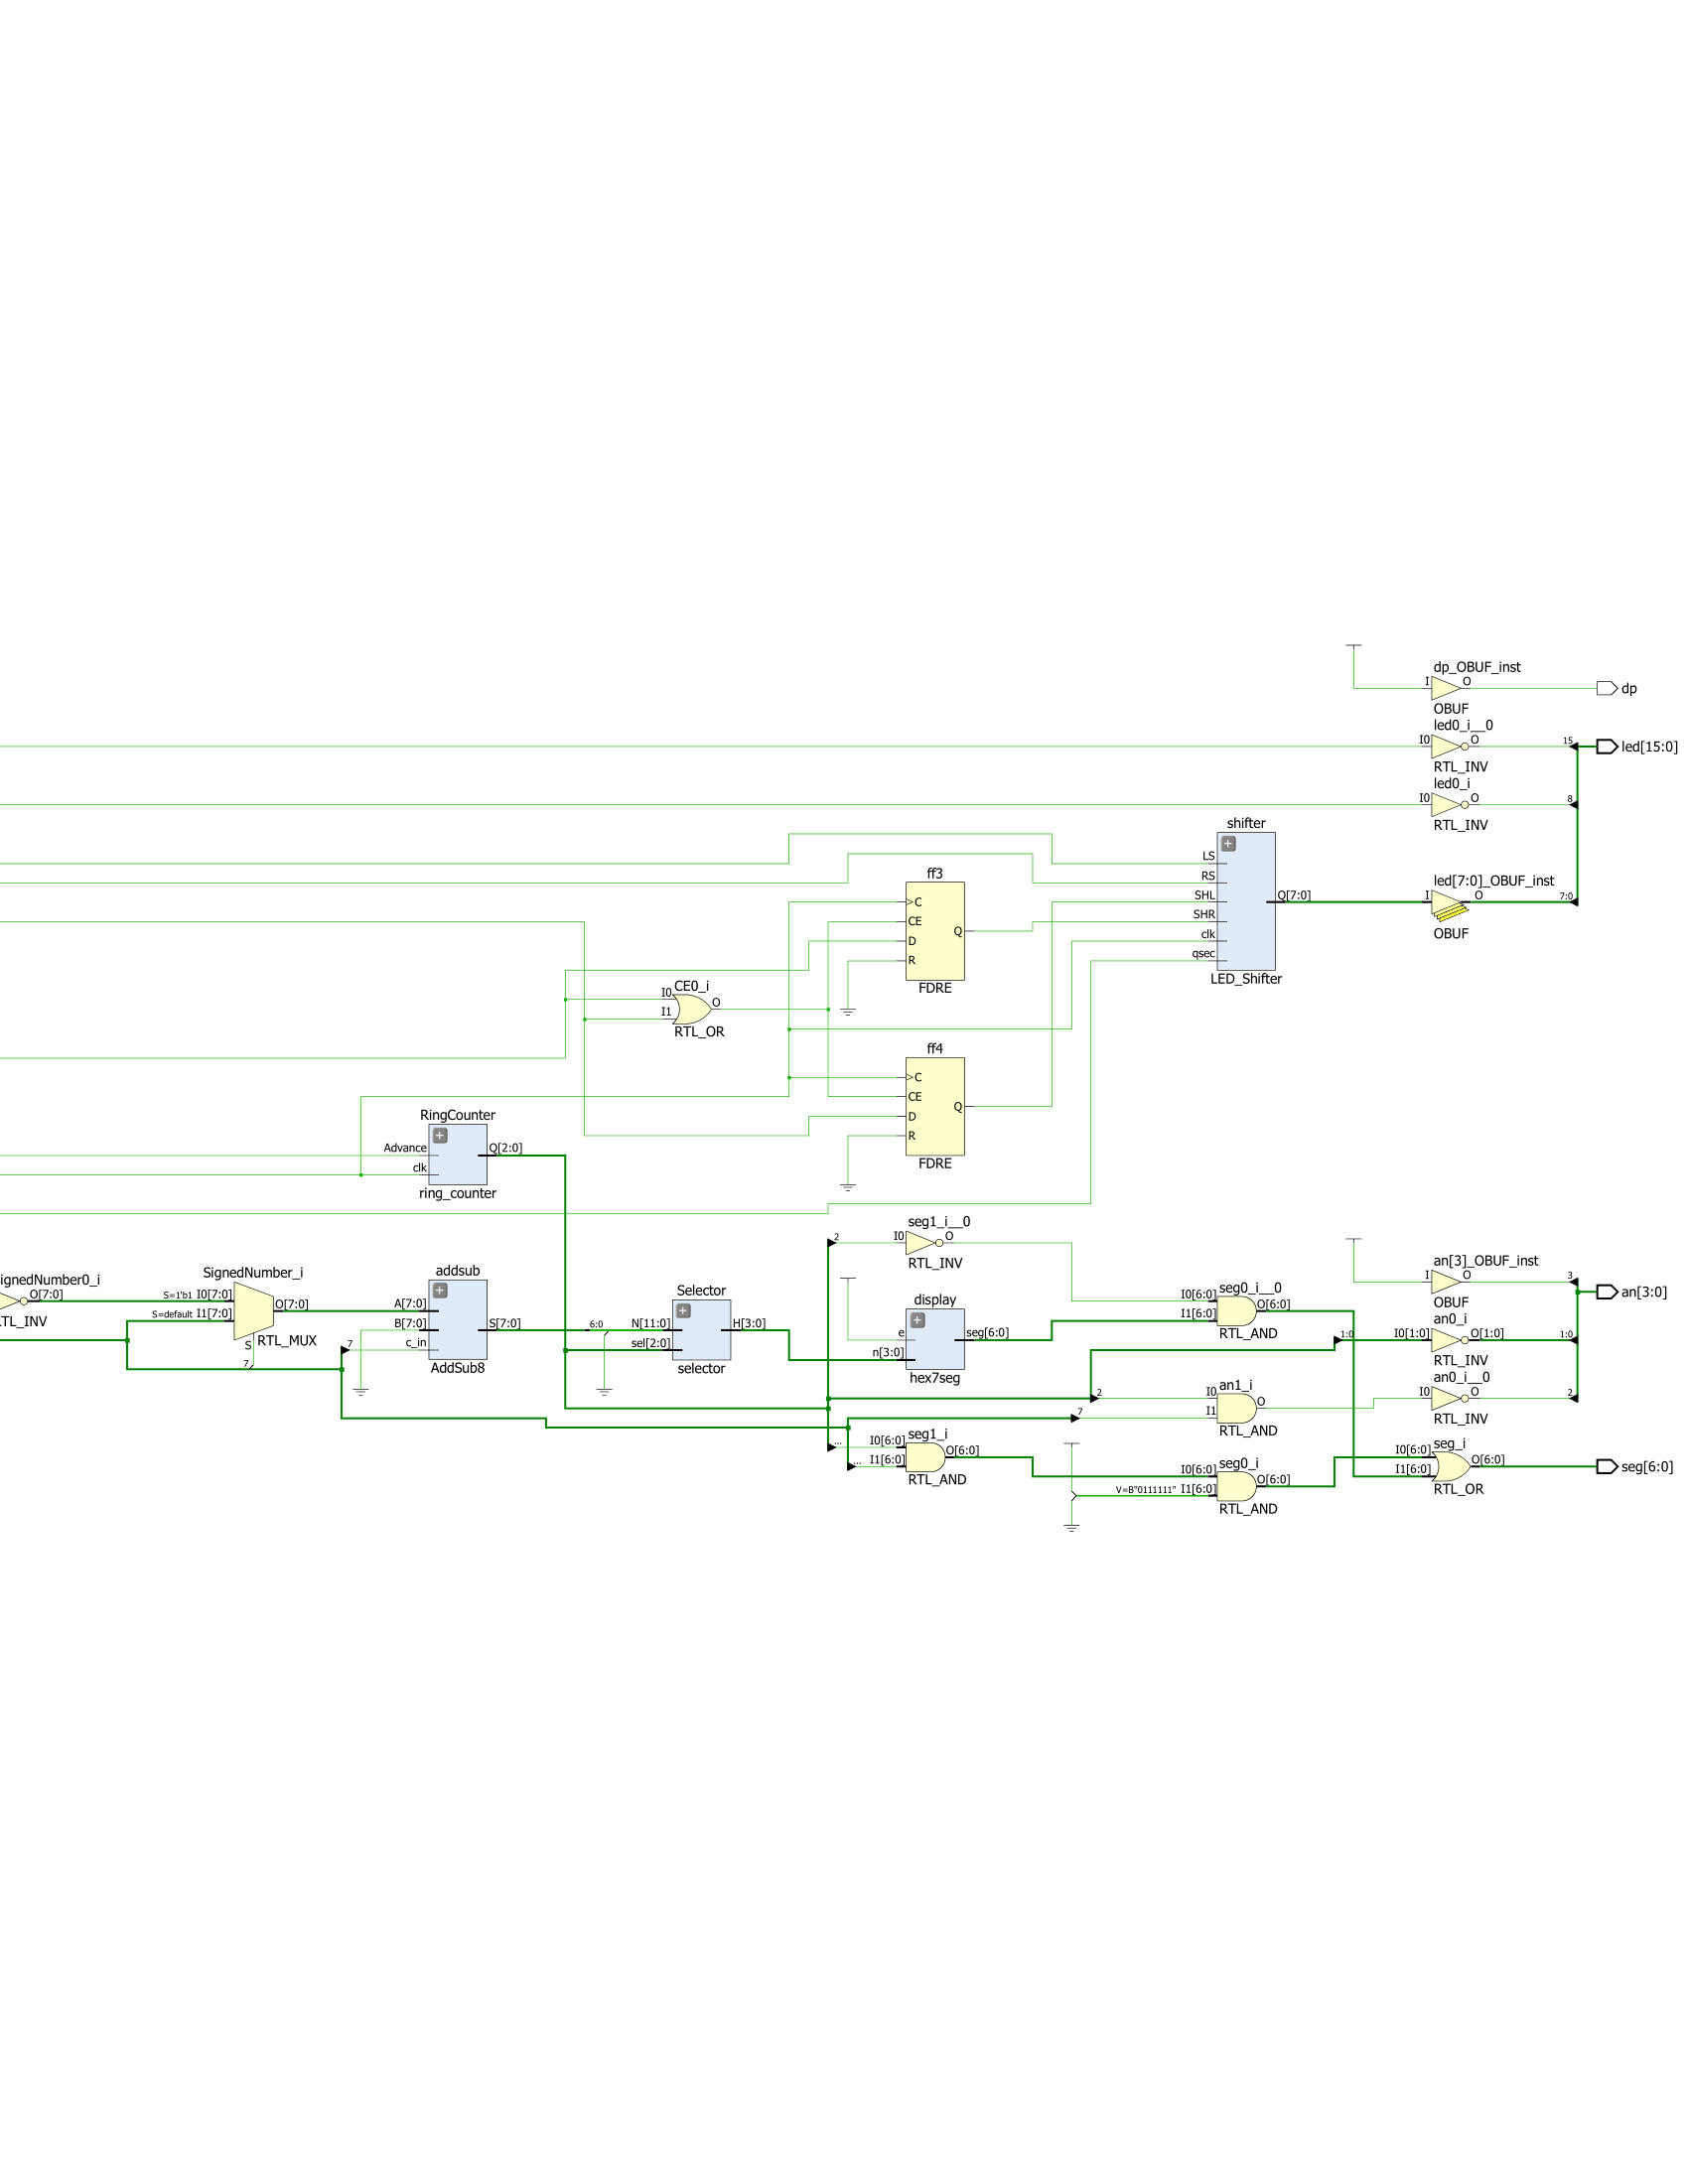 dp_OBUF_inst
I O
dp
OBUF
led0_i__0
I0 O
15
led[15:0]
RTL_INV
led0_i
I0 O
8
RTL_INV
shifter
LS
RS
SHL
SHR
clk
qsec
Q[7:0]
LED_Shifter
led[7:0]_OBUF_inst
I O
7:0
OBUF
ff3
C
CE
D
R
Q
FDRE
CE0_i
I0
I1
O
RTL_OR
ff4
C
CE
D
R
Q
FDRE
RingCounter
Advance
clk
Q[2:0]
ring_counter
seg1_i__0
2
I0 O
RTL_INV
ignedNumber0_i
O[7:0]
TL_INV
SignedNumber_i
S=1'b1 I0[7:0]
S=default I1[7:0]
O[7:0]
S
7
RTL_MUX
addsub
A[7:0]
B[7:0]
c_in
7
S[7:0]
AddSub8
6:0
Selector
N[11:0]
sel[2:0]
H[3:0]
selector
display
e
n[3:0]
seg[6:0]
hex7seg
seg0_i__0
I0[6:0]
I1[6:0]
O[6:0]
RTL_AND
an[3]_OBUF_inst
I O
3
an[3:0]
OBUF
an0_i
1:0
I0[1:0] O[1:0]
1:0
RTL_INV
an1_i
2
I0
7
I1
O
RTL_AND
an0_i__0
I0 O
2
RTL_INV
seg1_i
... I0[6:0]
... I1[6:0]
O[6:0]
RTL_AND
seg0_i
I0[6:0]
V=B"0111111" I1[6:0]
O[6:0]
RTL_AND
seg_i
I0[6:0]
I1[6:0]
O[6:0]
seg[6:0]
RTL_OR